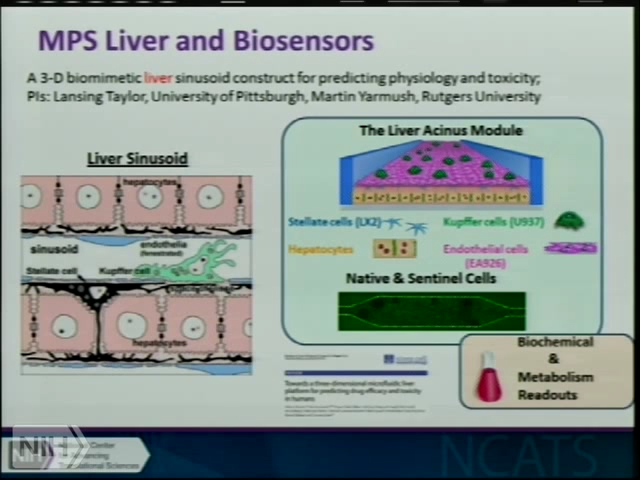 MPS Liver and Biosensors
A 3-D biomimetic liver sinusoid construct for predicting physiology and toxicity;
PIs: Lansing Taylor, University of Pittsburgh, Martin Yarmush, Rutgers University
Liver Sinusoid
hepatocytes
sinusoid
endothelia
(fenestrated)
Stellate cell
Kupffer cell
hepatocytes
The Liver Acinus Module
Stellate cells (LX2)
Kupffer cells (U937)
Hepatocytes
Endothelial cells
(EA926)
Native & Sentinel Cells
Towards a three-dimensional microfluidic liver
platform for predicting drug efficacy and toxicity
in humans
Biochemical
&
Metabolism
Readouts
NIH
National Center
for Advancing
Translational Sciences
NCATS